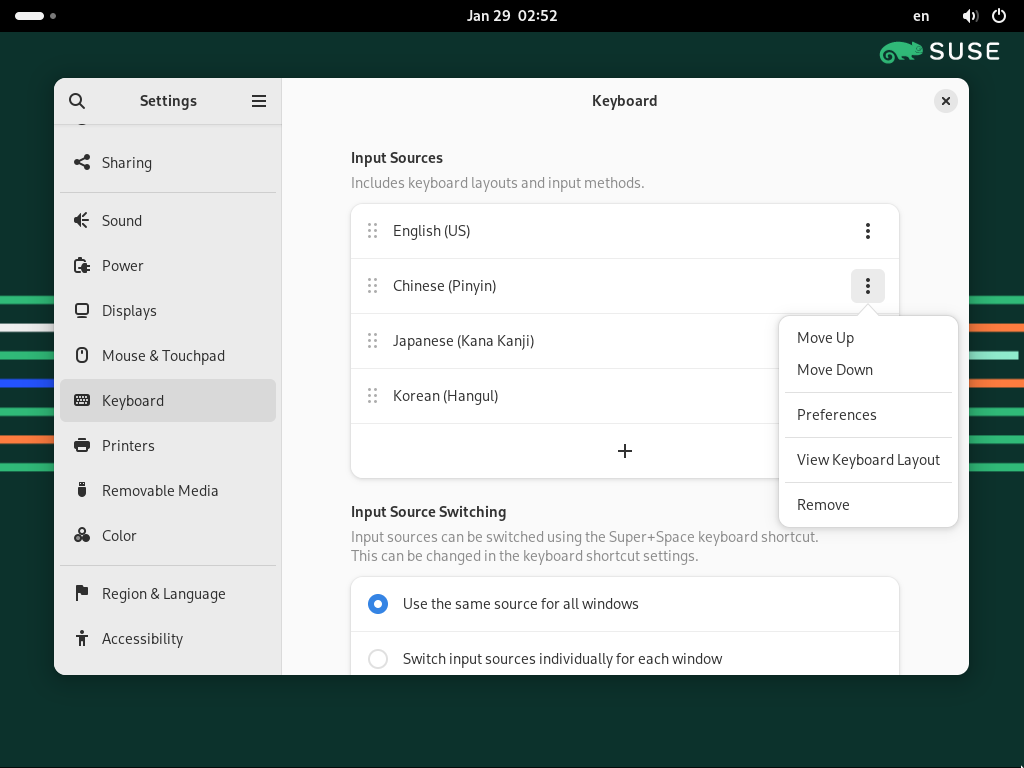 Jan 29 02:52
en
SUSE
Settings
Keyboard
Sharing
Sound
Power
Displays
Mouse & Touchpad
Keyboard
Printers
Removable Media
Color
Region & Language
Accessibility
Input Sources
Includes keyboard layouts and input methods.
English (US)
Chinese (Pinyin)
Japanese (Kana Kanji)
Korean (Hangul)
Move Up
Move Down
Preferences
View Keyboard Layout
Remove
Input Source Switching
Input sources can be switched using the Super+Space keyboard shortcut.
This can be changed in the keyboard shortcut settings.
Use the same source for all windows
Switch input sources individually for each window